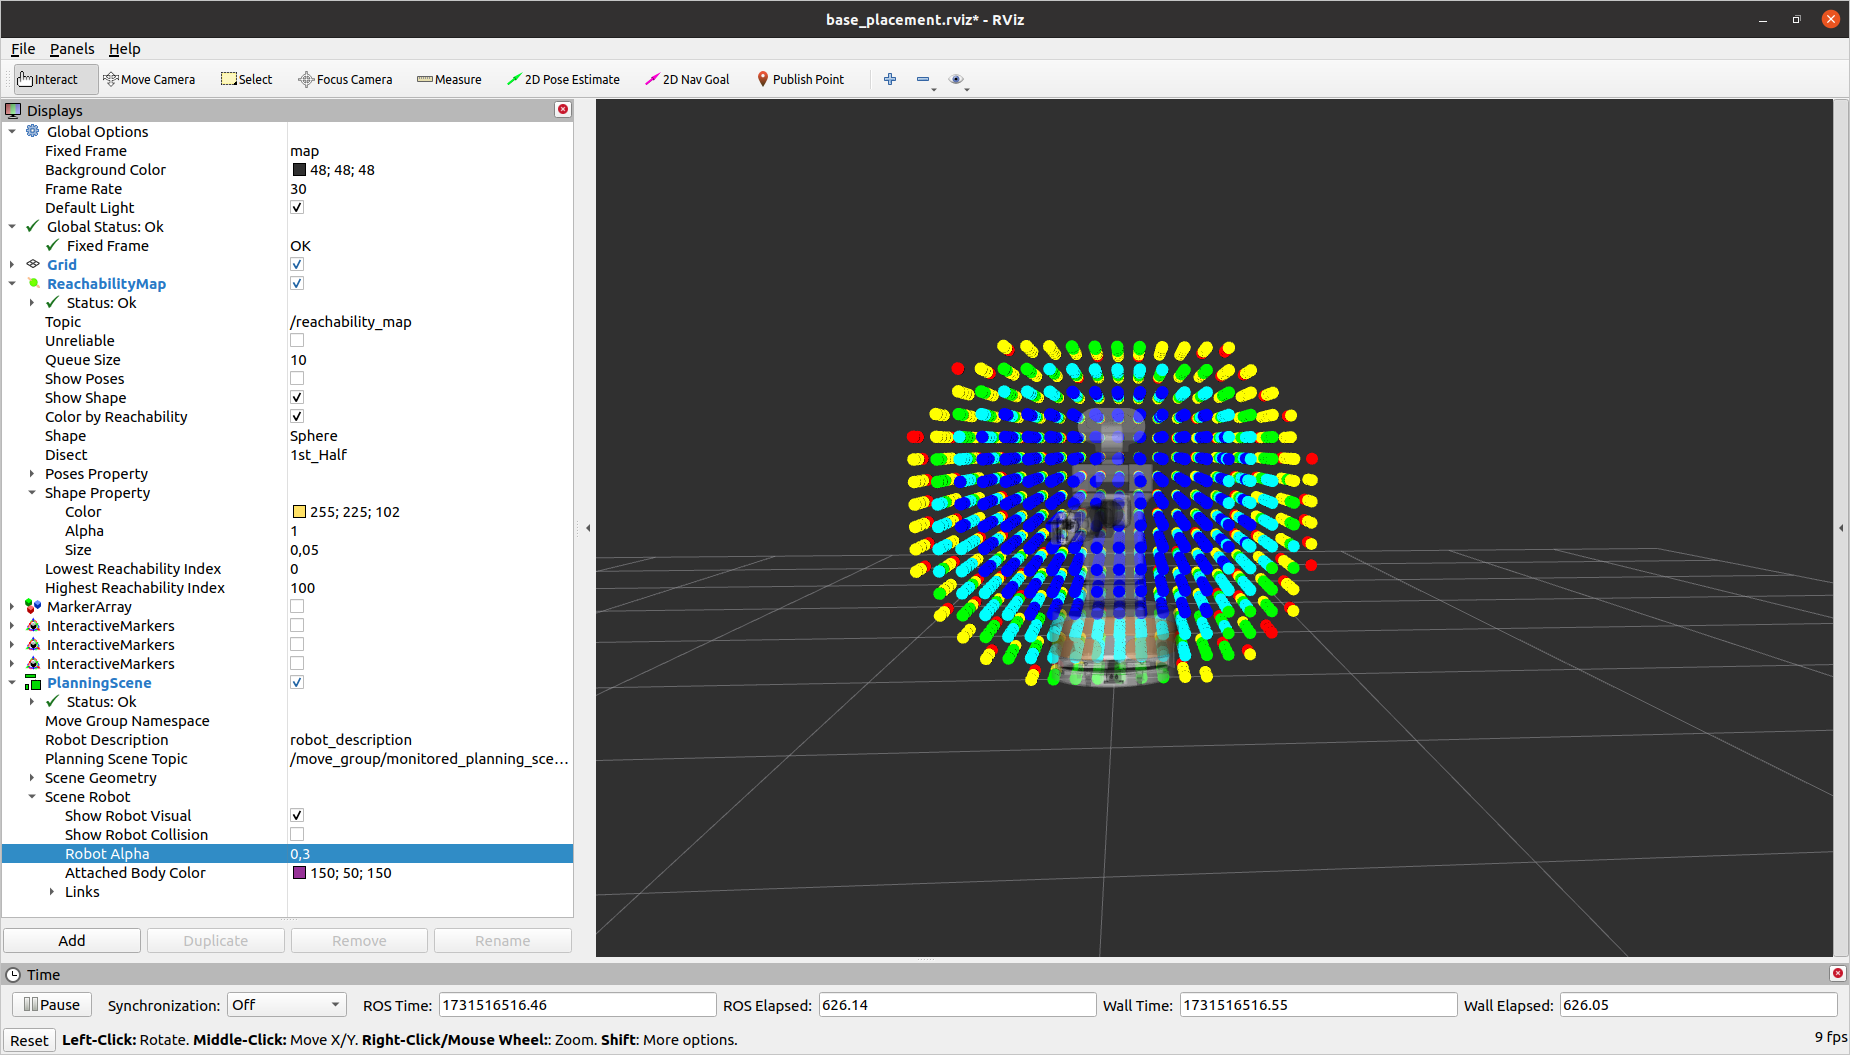 base_placement.rviz* - RViz
File Panels Help
Interact Move Camera Select Focus Camera Measure 2D Pose Estimate 2D Nav Goal Publish Point
Displays
Global Options
Fixed Frame map
Background Color 48; 48; 48
Frame Rate 30
Default Light
Global Status: Ok
Fixed Frame OK
Grid
ReachabilityMap
Status: Ok
Topic /reachability_map
Unreliable
Queue Size 10
Show Poses
Show Shape
Color by Reachability
Shape Sphere
Disect 1st_Half
Poses Property
Shape Property
Color 255; 225; 102
Alpha 1
Size 0,05
Lowest Reachability Index 0
Highest Reachability Index 100
MarkerArray
InteractiveMarkers
InteractiveMarkers
InteractiveMarkers
PlanningScene
Status: Ok
Move Group Namespace
Robot Description robot_description
Planning Scene Topic /move_group/monitored_planning_sce...
Scene Geometry
Scene Robot
Show Robot Visual
Show Robot Collision
Robot Alpha 0,3
Attached Body Color 150; 50; 150
Links
Add Duplicate Remove Rename
Time
Pause Synchronization: Off ROS Time: 1731516516.46 ROS Elapsed: 626.14 Wall Time: 1731516516.55 Wall Elapsed: 626.05
Reset Left-Click: Rotate. Middle-Click: Move X/Y. Right-Click/Mouse Wheel:: Zoom. Shift: More options. 9 fps